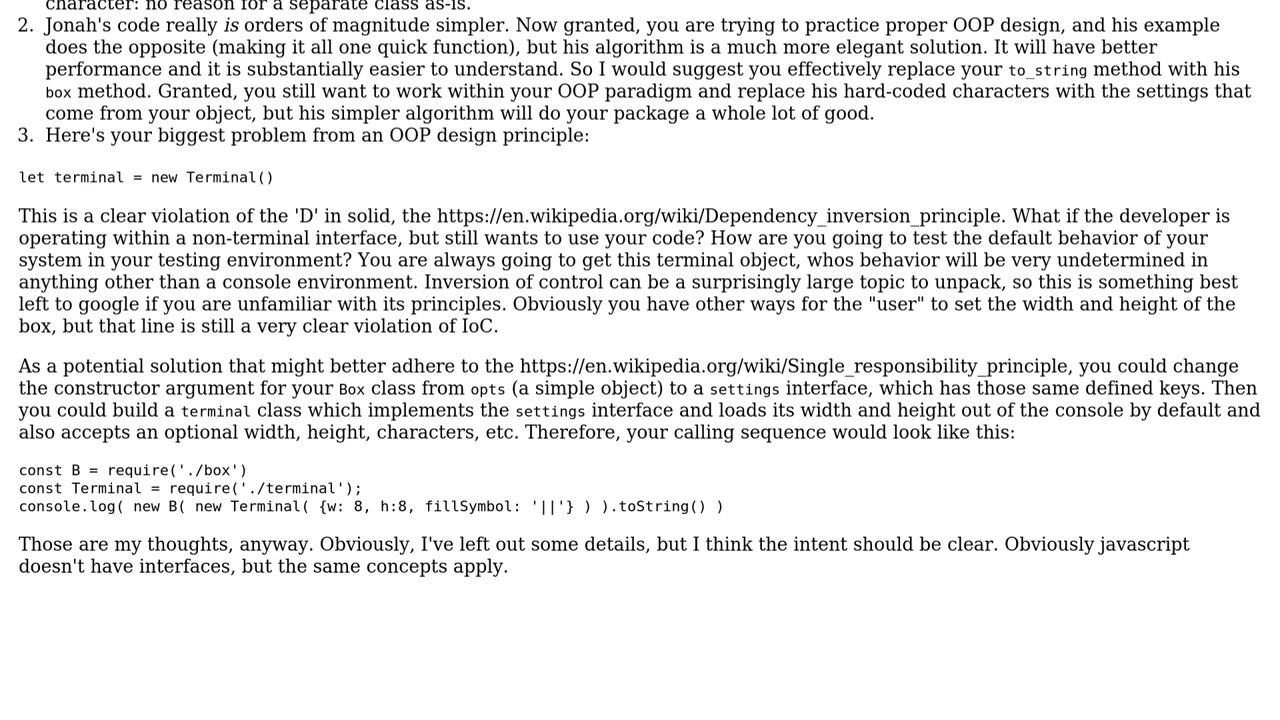 character: no reason for a separate class as-is.
2. Jonah's code really is orders of magnitude simpler. Now granted, you are trying to practice proper OOP design, and his example
does the opposite (making it all one quick function), but his algorithm is a much more elegant solution. It will have better
performance and it is substantially easier to understand. So I would suggest you effectively replace your to_string method with his
box method. Granted, you still want to work within your OOP paradigm and replace his hard-coded characters with the settings that
come from your object, but his simpler algorithm will do your package a whole lot of good.
3. Here's your biggest problem from an OOP design principle:
let terminal = new Terminal()
This is a clear violation of the 'D' in solid, the https://en.wikipedia.org/wiki/Dependency_inversion_principle. What if the developer is
operating within a non-terminal interface, but still wants to use your code? How are you going to test the default behavior of your
system in your testing environment? You are always going to get this terminal object, whos behavior will be very undetermined in
anything other than a console environment. Inversion of control can be a surprisingly large topic to unpack, so this is something best
left to google if you are unfamiliar with its principles. Obviously you have other ways for the "user" to set the width and height of the
box, but that line is still a very clear violation of IoC.
As a potential solution that might better adhere to the https://en.wikipedia.org/wiki/Single_responsibility_principle, you could change
the constructor argument for your Box class from opts (a simple object) to a settings interface, which has those same defined keys. Then
you could build a terminal class which implements the settings interface and loads its width and height out of the console by default and
also accepts an optional width, height, characters, etc. Therefore, your calling sequence would look like this:
const B = require('./box')
const Terminal = require('./terminal');
console.log( new B( new Terminal( {w: 8, h:8, fillSymbol: '||'} ) ).toString() )
Those are my thoughts, anyway. Obviously, I've left out some details, but I think the intent should be clear. Obviously javascript
doesn't have interfaces, but the same concepts apply.